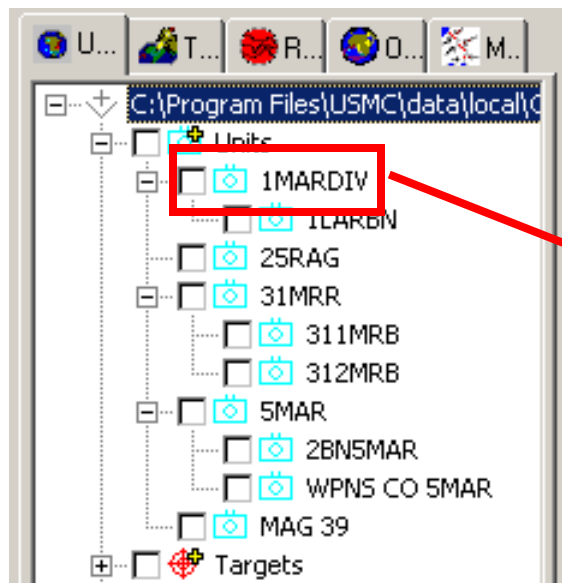 U... T... R... O... M..
C:\Program Files\USMC\data\local\
Units
1MARDIV
1LARBN
25RAG
31MRR
311MRB
312MRB
5MAR
2BN5MAR
WPNS CO 5MAR
MAG 39
Targets